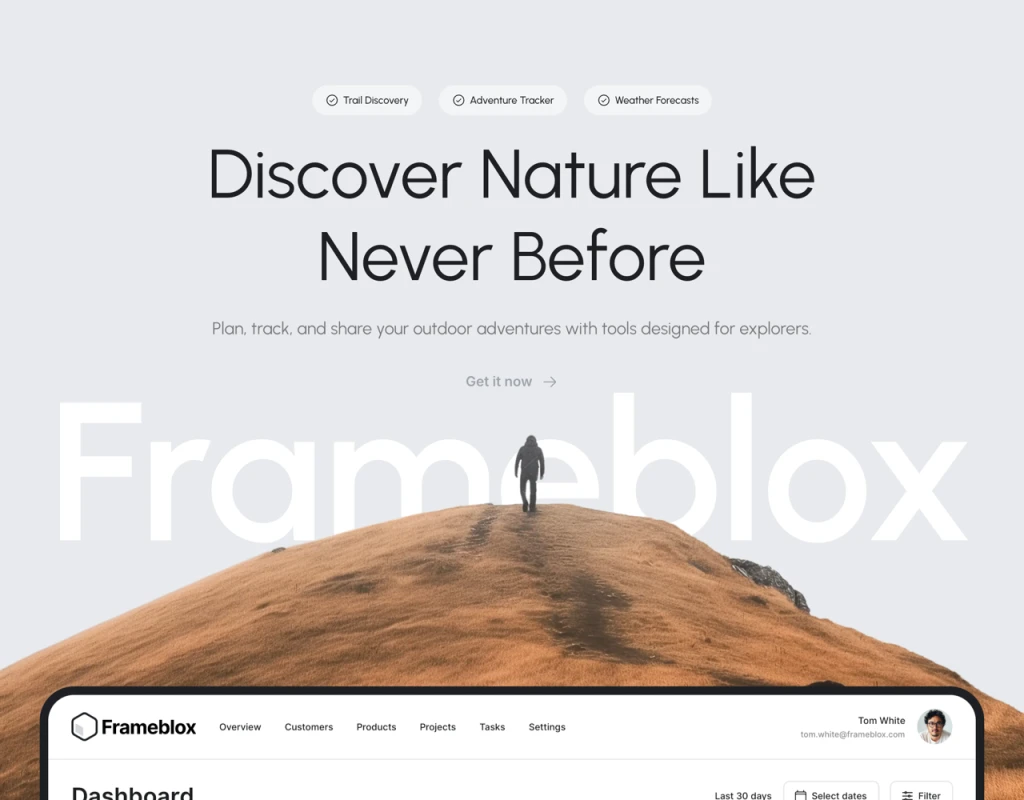 Trail Discovery
Adventure Tracker
Weather Forecasts
Discover Nature Like
Never Before
Plan, track, and share your outdoor adventures with tools designed for explorers.
Get it now
Frameblox
Frameblox
Overview
Customers
Products
Projects
Tasks
Settings
Tom White
tom.white@frameblox.com
Dashboard
Last 30 days
Select dates
Filter